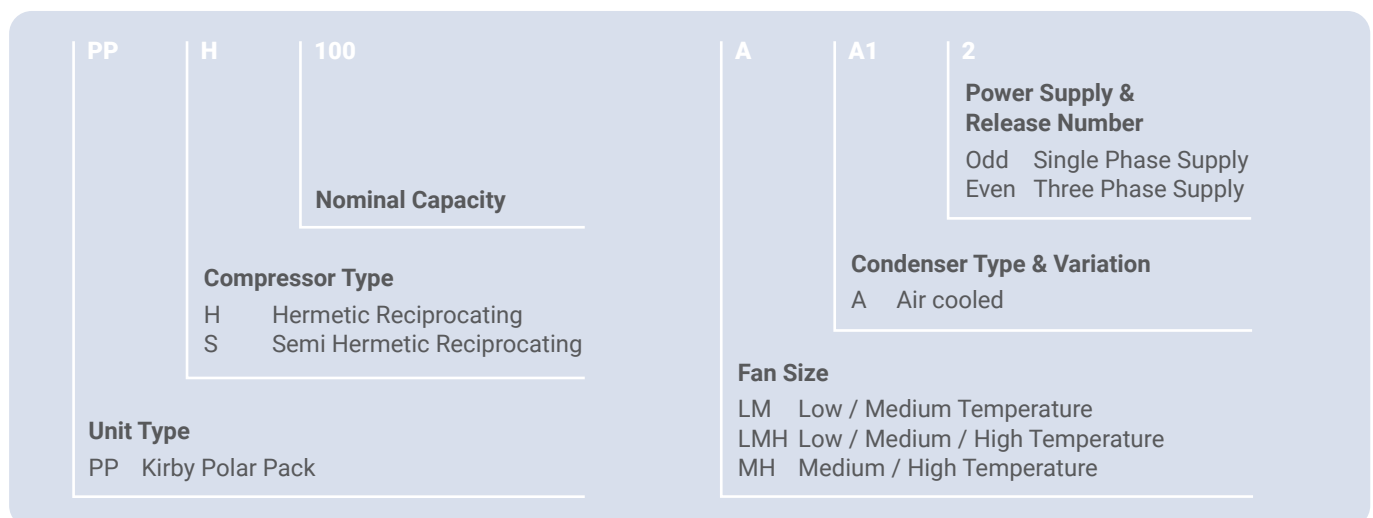 PP H 100 A A1 2
Power Supply &
Release Number
Odd Single Phase Supply
Even Three Phase Supply
Nominal Capacity
Condenser Type & Variation
A Air cooled
Compressor Type
H Hermetic Reciprocating
S Semi Hermetic Reciprocating
Fan Size
LM Low / Medium Temperature
LMH Low / Medium / High Temperature
MH Medium / High Temperature
Unit Type
PP Kirby Polar Pack